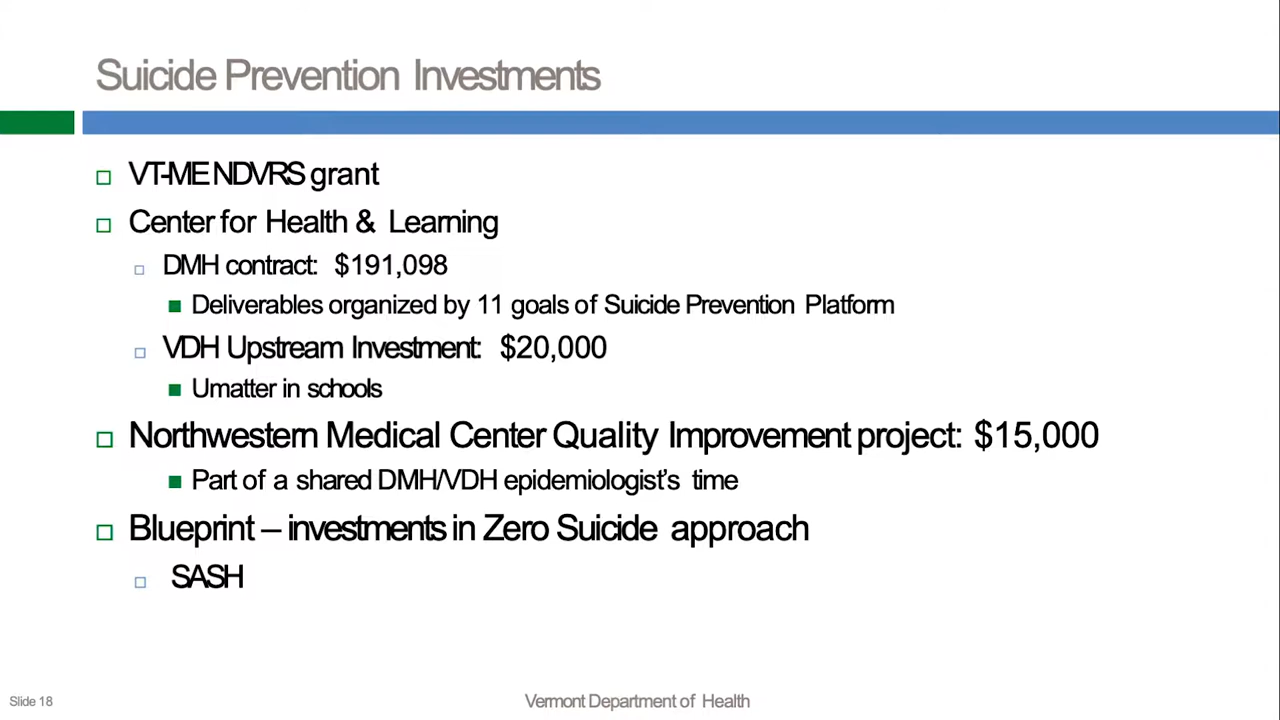 Suicide Prevention Investments
VT-ME NDVRS grant
Center for Health & Learning
DMH contract: $191,098
Deliverables organized by 11 goals of Suicide Prevention Platform
VDH Upstream Investment: $20,000
Umatter in schools
Northwestern Medical Center Quality Improvement project: $15,000
Part of a shared DMH/VDH epidemiologist’s time
Blueprint – investments in Zero Suicide approach
SASH
Slide 18
Vermont Department of Health